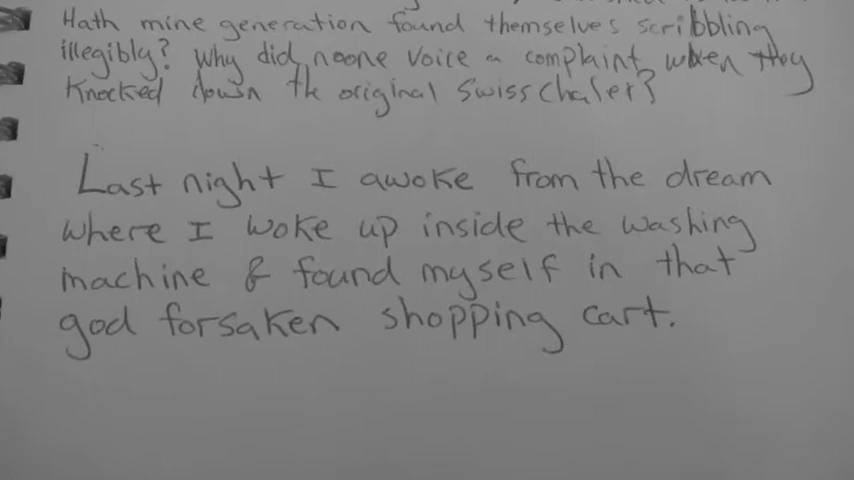 Hath mine generation found themselves scribbling
illegibly? Why did noone voice a complaint when they
knocked down the original Swiss Chalet?
Last night I awoke from the dream
where I woke up inside the washing
machine & found myself in that
god forsaken shopping cart.